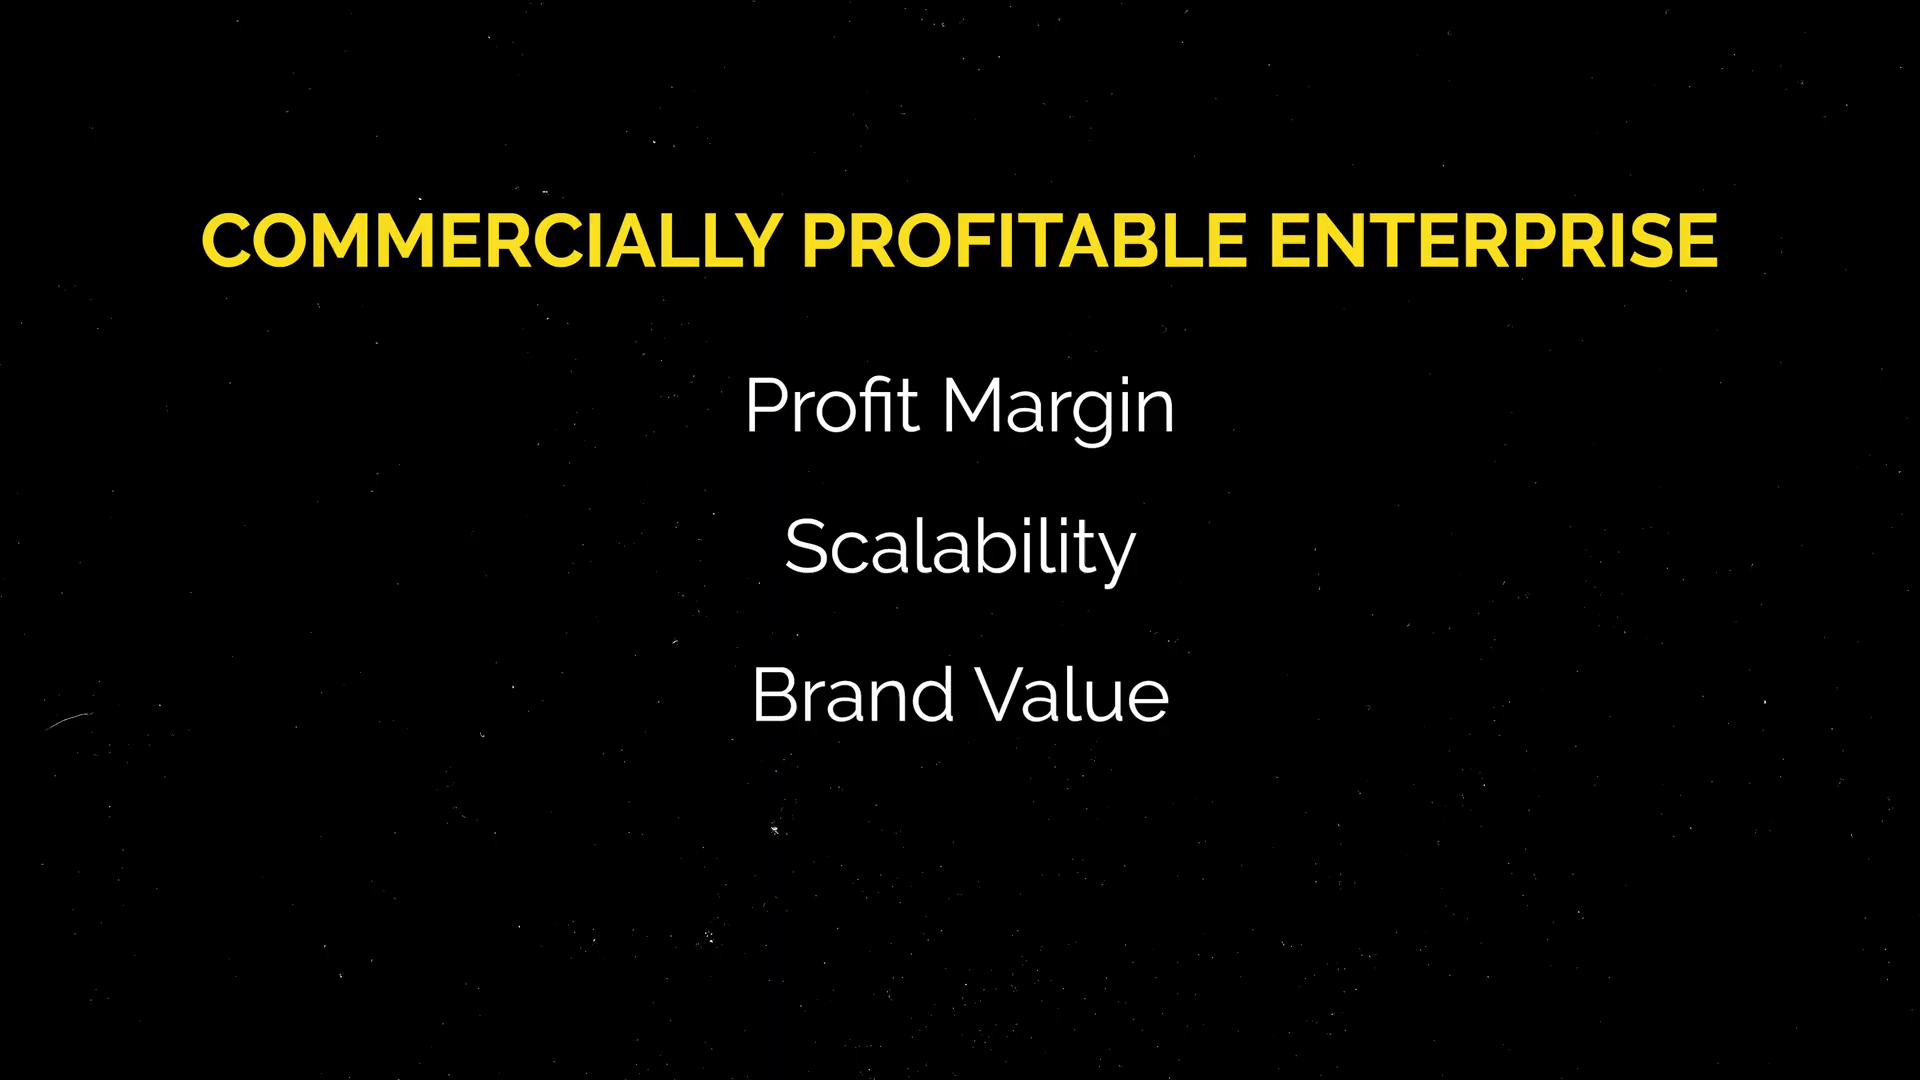 COMMERCIALLY PROFITABLE ENTERPRISE
Profit Margin
Scalability
Brand Value